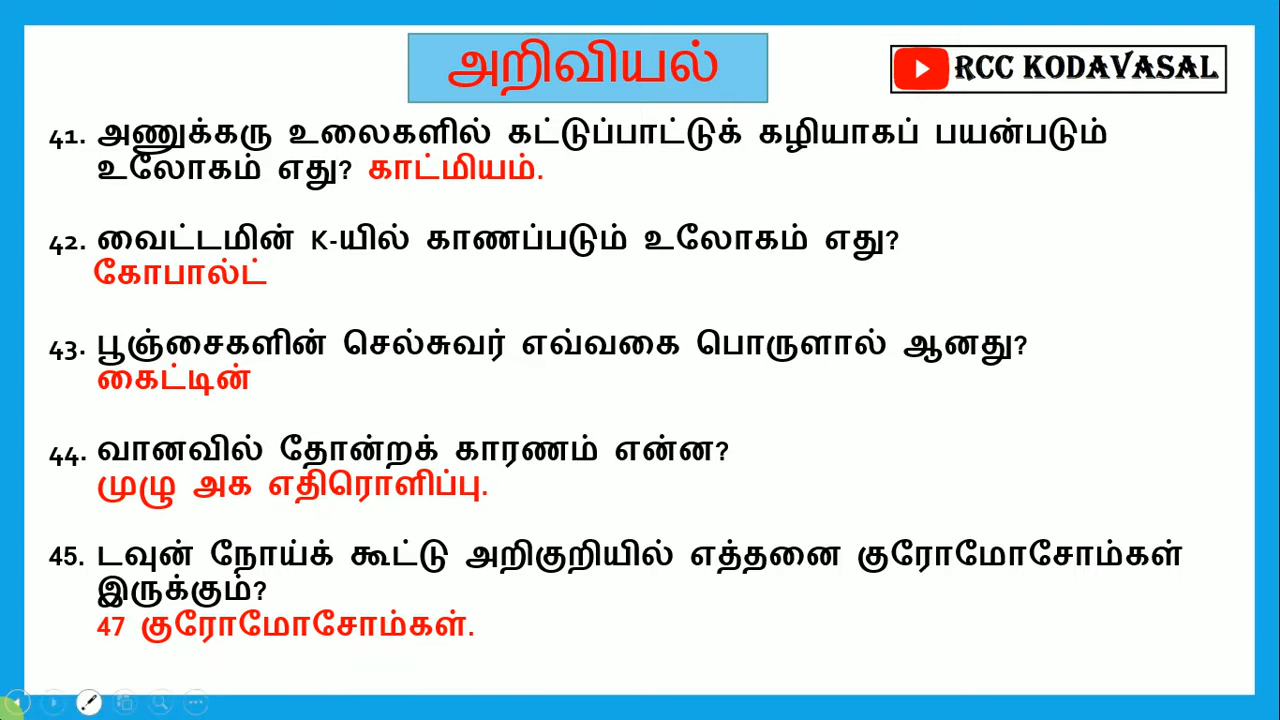 அறிவியல்
RCC KODAVASAL
41. அணுக்கரு உலைகளில் கட்டுப்பாட்டுக் கழியாகப் பயன்படும்
உலோகம் எது? காட்மியம்.
42. வைட்டமின் K-யில் காணப்படும் உலோகம் எது?
கோபால்ட்
43. பூஞ்சைகளின் செல்சுவர் எவ்வகை பொருளால் ஆனது?
கைட்டின்
44. வானவில் தோன்றக் காரணம் என்ன?
முழு அக எதிரொளிப்பு.
45. டவுன் நோய்க் கூட்டு அறிகுறியில் எத்தனை குரோமோசோம்கள்
இருக்கும்?
47 குரோமோசோம்கள்.